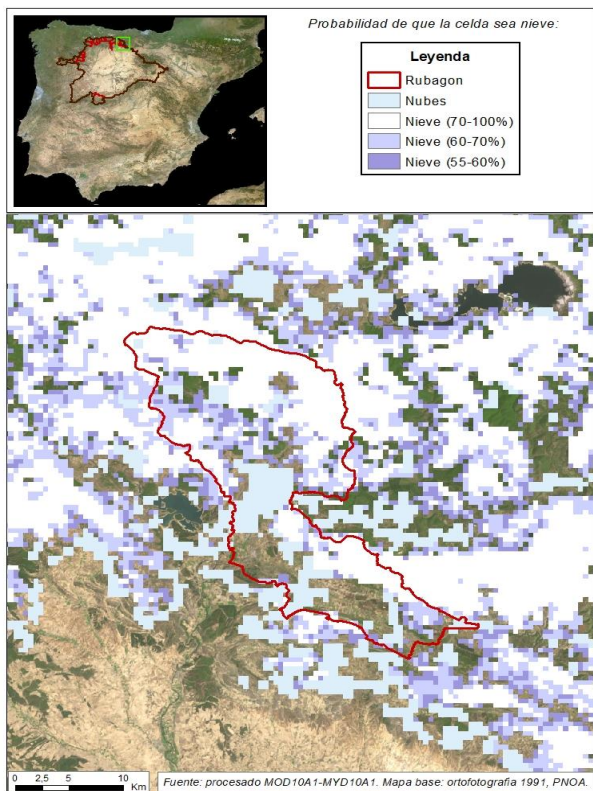 Probabilidad de que la celda sea nieve:
Leyenda
Rubagon
Nubes
Nieve (70-100%)
Nieve (60-70%)
Nieve (55-60%)
0 2,5 5 10
Km
Fuente: procesado MOD10A1-MYD10A1. Mapa base: ortofotografia 1991, PNOA.